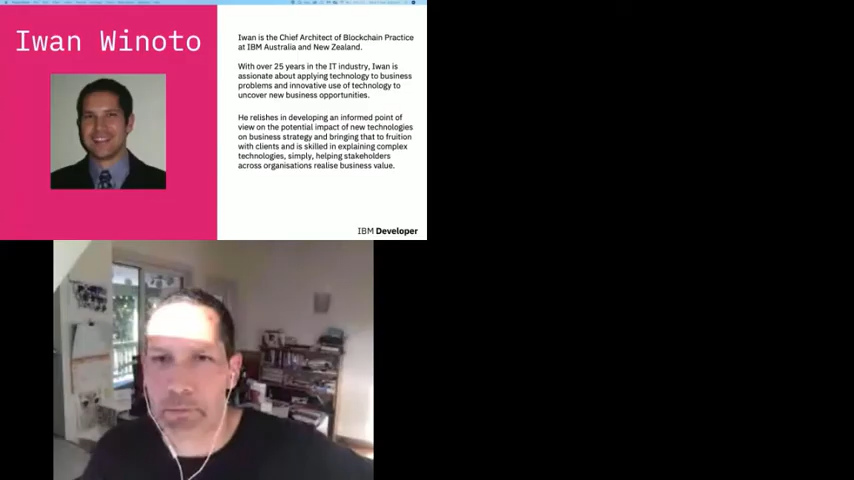 Iwan Winoto
Iwan is the Chief Architect of Blockchain Practice
at IBM Australia and New Zealand.
With over 25 years in the IT industry, Iwan is
assionate about applying technology to business
problems and innovative use of technology to
uncover new business opportunities.
He relishes in developing an informed point of
view on the potential impact of new technologies
on business strategy and bringing that to fruition
with clients and is skilled in explaining complex
technologies, simply, helping stakeholders
across organisations realise business value.
IBM Developer